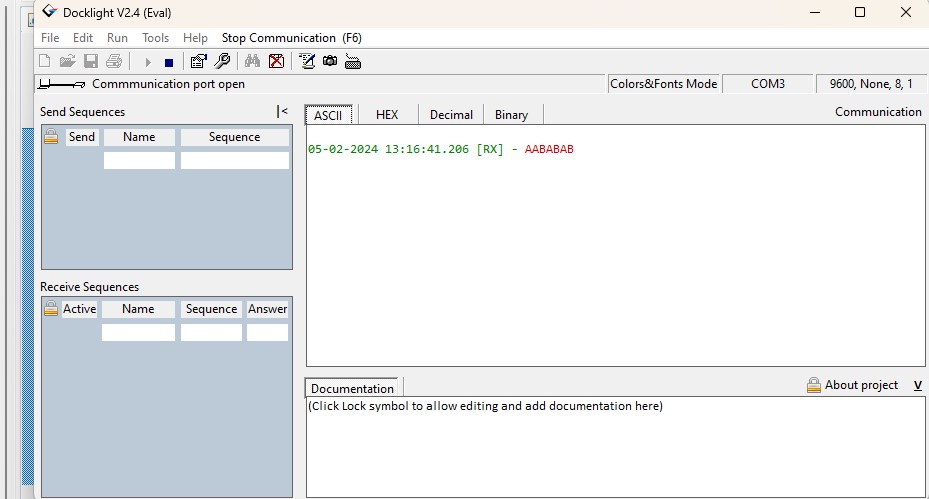 Docklight V2.4 (Eval)
File Edit Run Tools Help Stop Communication (F6)
Commmunication port open Colors&Fonts Mode COM3 9600, None, 8, 1
Send Sequences |<
Send Name Sequence
ASCII HEX Decimal Binary Communication
05-02-2024 13:16:41.206 [RX] - AABABAB
Receive Sequences
Active Name Sequence Answer
Documentation About project V
(Click Lock symbol to allow editing and add documentation here)